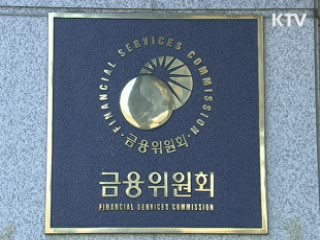 KTV
FINANCIAL SERVICES COMMISSION
· 금융위원회 ·
금융위원회
FINANCIAL SERVICES COMMISSION